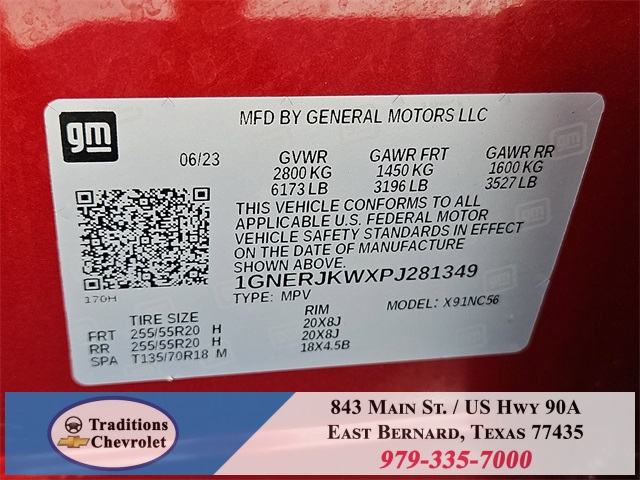 gm
MFD BY GENERAL MOTORS LLC
06/23 GVWR GAWR FRT GAWR RR
2800 KG 1450 KG 1600 KG
6173 LB 3196 LB 3527 LB
THIS VEHICLE CONFORMS TO ALL
APPLICABLE U.S. FEDERAL MOTOR
VEHICLE SAFETY STANDARDS IN EFFECT
ON THE DATE OF MANUFACTURE
SHOWN ABOVE.
1GNERJKWXPJ281349
170H
TYPE: MPV MODEL: X91NC56
TIRE SIZE RIM
FRT 255/55R20 H 20X8J
RR 255/55R20 H 20X8J
SPA T135/70R18 M 18X4.5B
Traditions
Chevrolet
843 MAIN ST. / US HWY 90A
EAST BERNARD, TEXAS 77435
979-335-7000